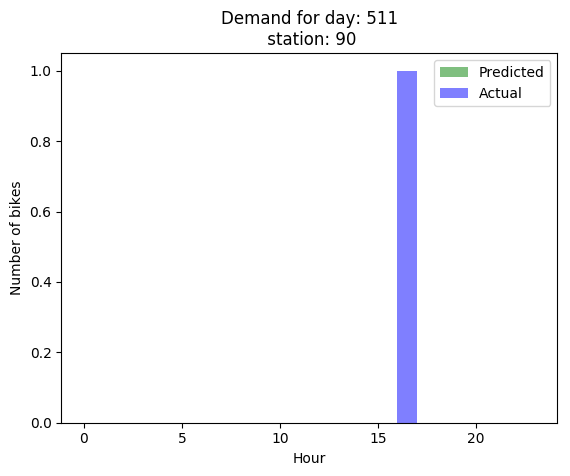 Demand for day: 511
station: 90
Predicted
Actual
Number of bikes
1.0
0.8
0.6
0.4
0.2
0.0
0 5 10 15 20
Hour